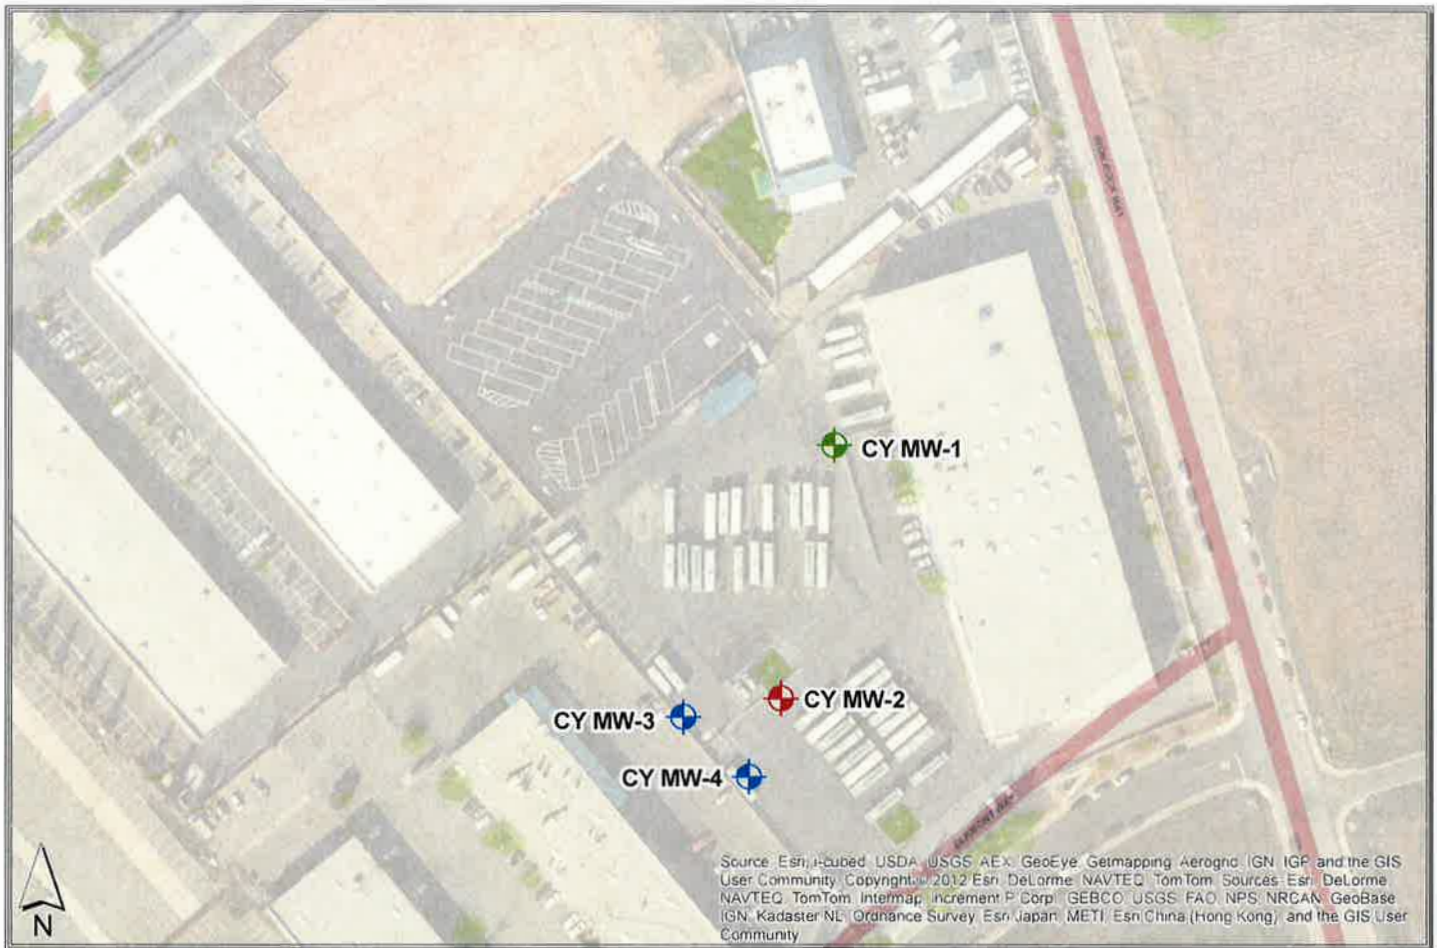 CY MW-1
CY MW-2
CY MW-3
CY MW-4
N
Source Esri, i-cubed USDA USGS AEX GeoEye Getmapping Aerogrid IGN IGP and the GIS
User Community Copyright © 2012 Esri DeLorme NAVTEQ TomTom Sources Esri DeLorme
NAVTEQ TomTom Intermap increment P Corp GEBCO USGS FAO NPS NRCAN GeoBase
IGN Kadaster NL Ordnance Survey Esri Japan METI Esri China (Hong Kong) and the GIS User
Community